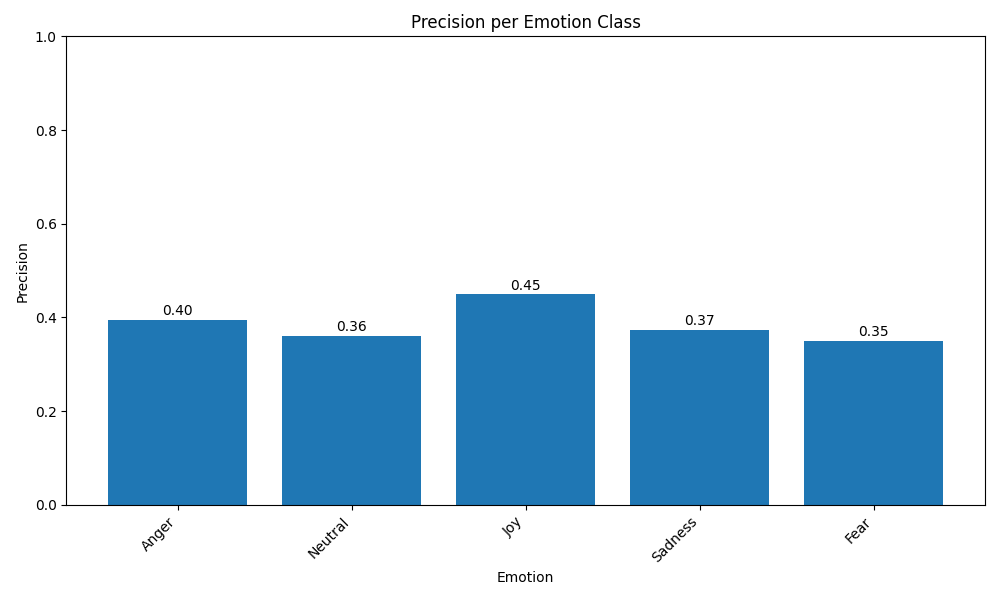 Precision per Emotion Class
1.0
0.8
0.6
0.4
0.2
0.0
Precision
0.40
0.36
0.45
0.37
0.35
Anger
Neutral
Joy
Sadness
Fear
Emotion